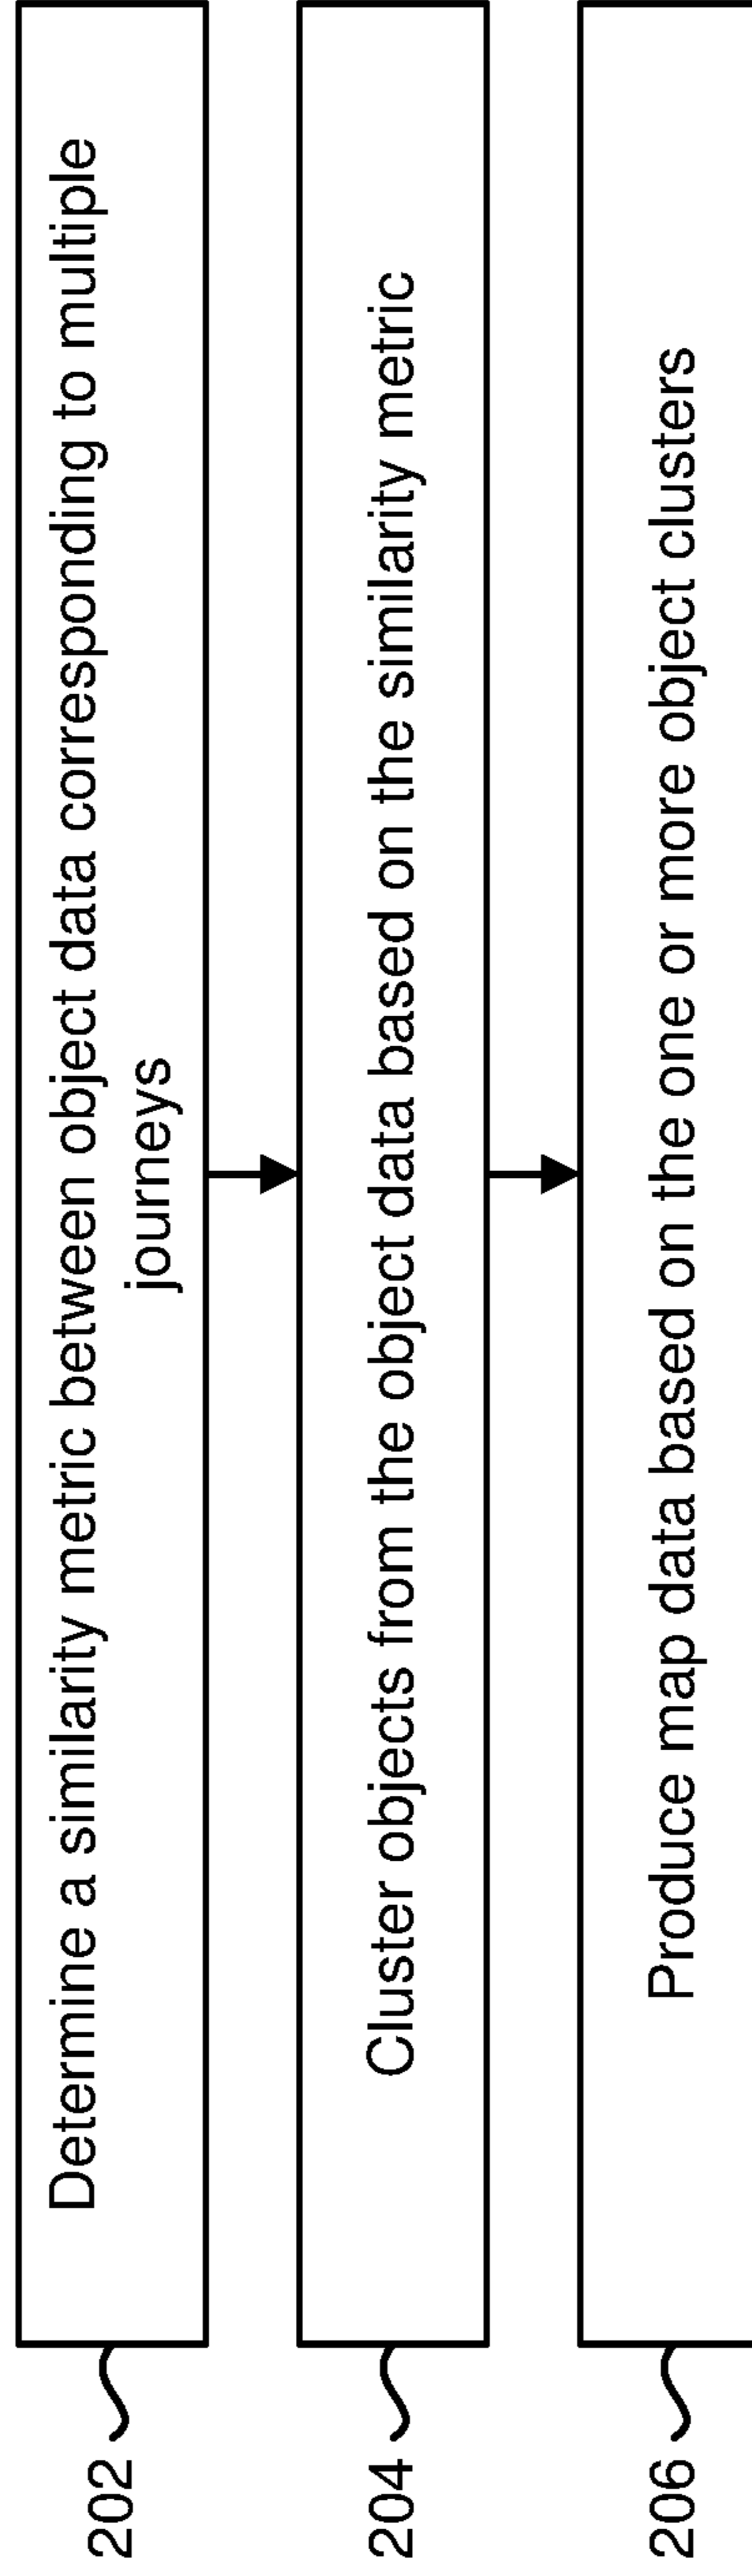 202
Determine a similarity metric between object data corresponding to multiple
journeys
204
Cluster objects from the object data based on the similarity metric
206
Produce map data based on the one or more object clusters